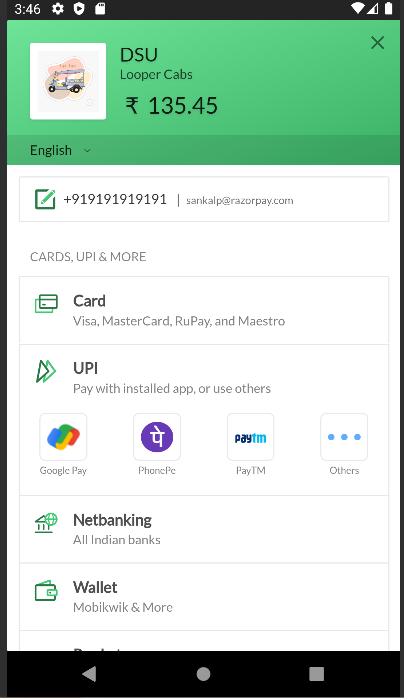 3:46
DSU
Looper Cabs
₹ 135.45
English
+919191919191 | sankalp@razorpay.com
CARDS, UPI & MORE
Card
Visa, MasterCard, RuPay, and Maestro
UPI
Pay with installed app, or use others
पे
paytm
Google Pay
PhonePe
PayTM
Others
Netbanking
All Indian banks
Wallet
Mobikwik & More